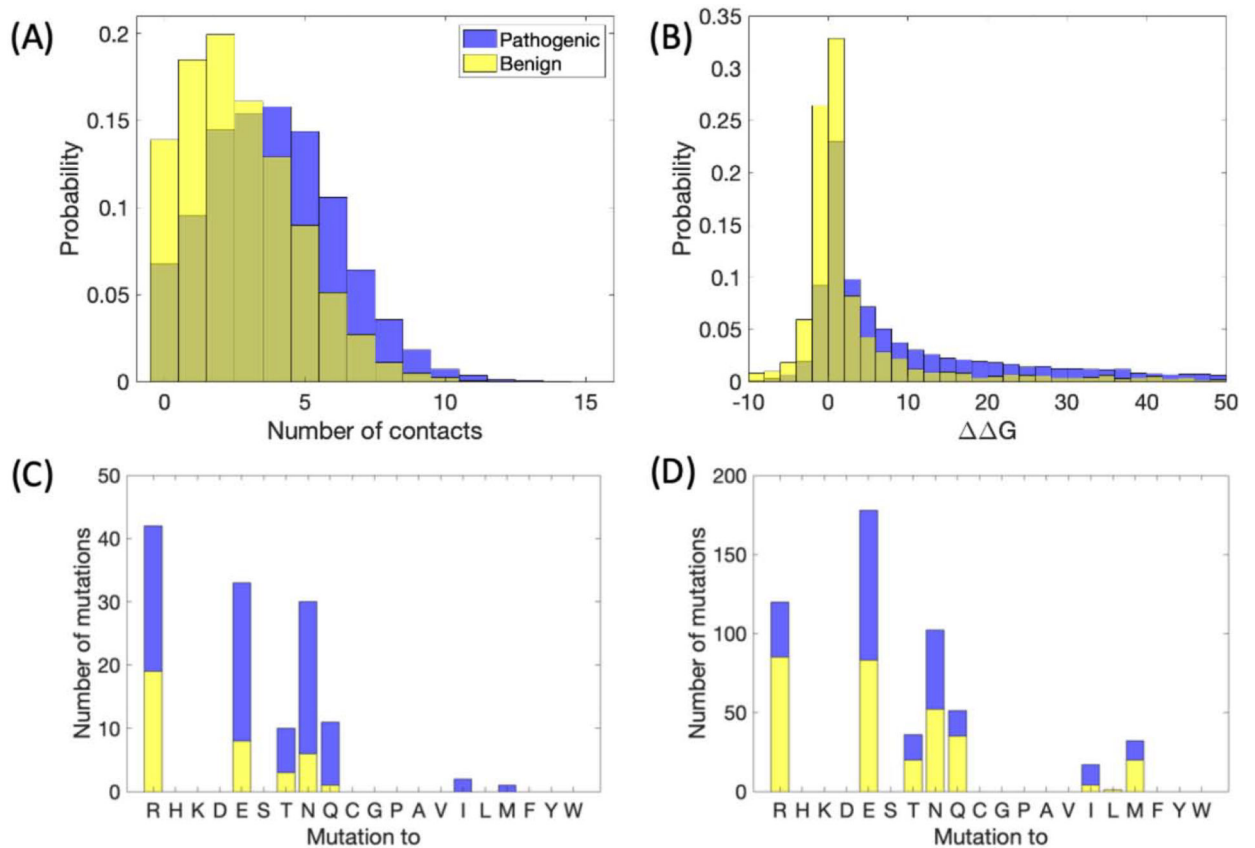 (A)
0.2
0.15
0.1
0.05
0
Probability
Pathogenic
Benign
0 5 10 15
Number of contacts
(B)
0.35
0.3
0.25
0.2
0.15
0.1
0.05
0
Probability
-10 0 10 20 30 40 50
ΔΔG
(C)
50
40
30
20
10
0
Number of mutations
R H K D E S T N Q C G P A V I L M F Y W
Mutation to
(D)
200
150
100
50
0
Number of mutations
R H K D E S T N Q C G P A V I L M F Y W
Mutation to